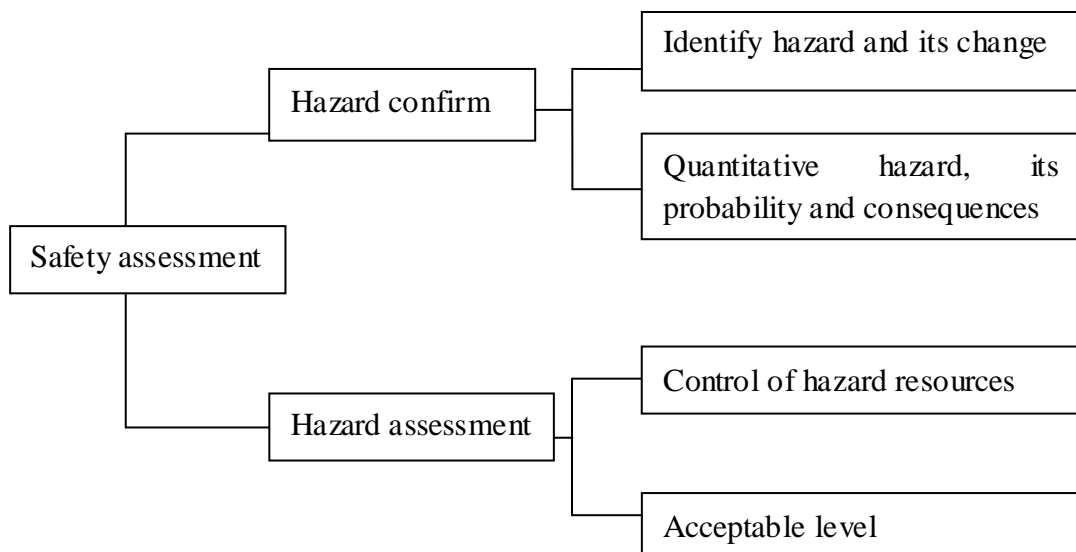 Identify hazard and its change
Hazard confirm
Quantitative hazard, its
probability and consequences
Safety assessment
Control of hazard resources
Hazard assessment
Acceptable level